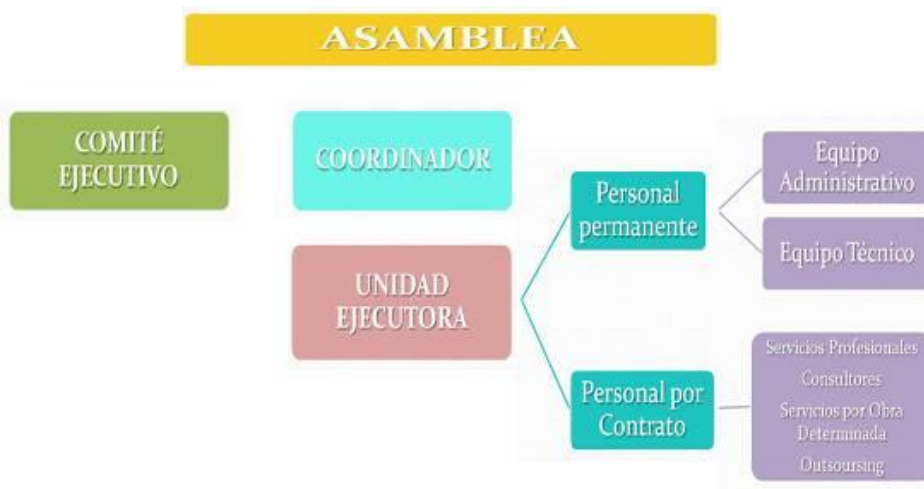 ASAMBLEA
COMITÉ
EJECUTIVO
COORDINADOR
UNIDAD
EJECUTORA
Personal
permanente
Equipo
Administrativo
Equipo Técnico
Personal por
Contrato
Servicios Profesionales
Consultores
Servicios por Obra
Determinada
Outsoursing